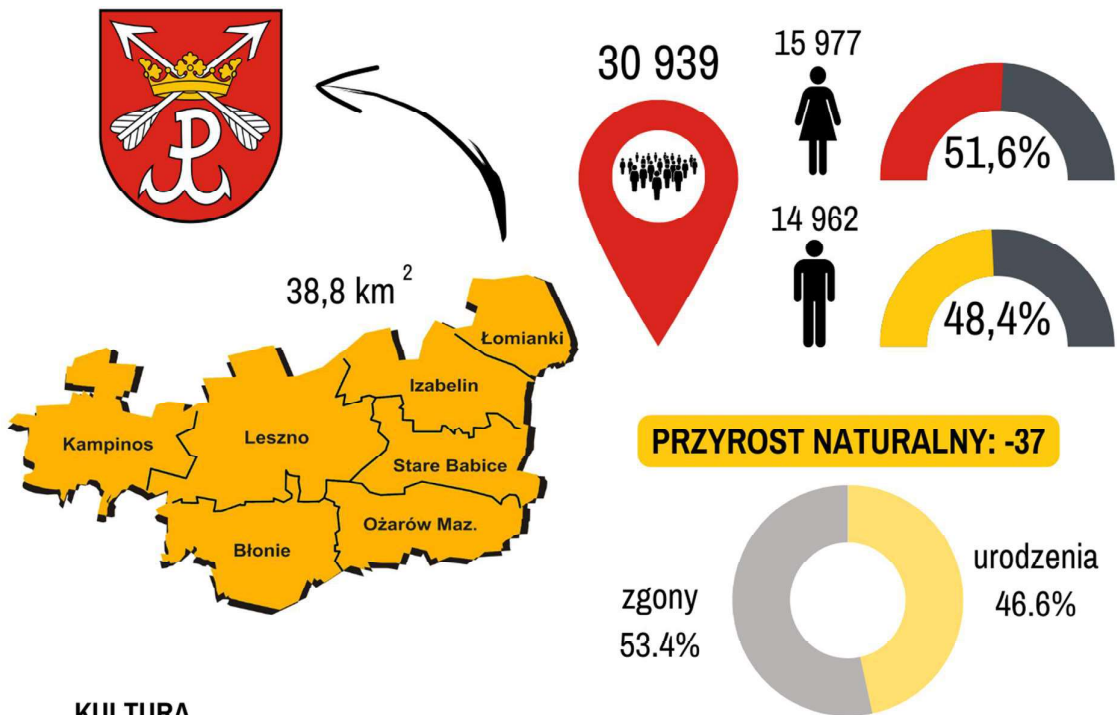 30 939
15 977
51,6%
14 962
48,4%
38,8 km 2
Łomianki
Izabelin
Kampinos
Leszno
Stare Babice
Ożarów Maz.
Błonie
PRZYROST NATURALNY: -37
urodzenia
46.6%
zgony
53.4%
KULTURA